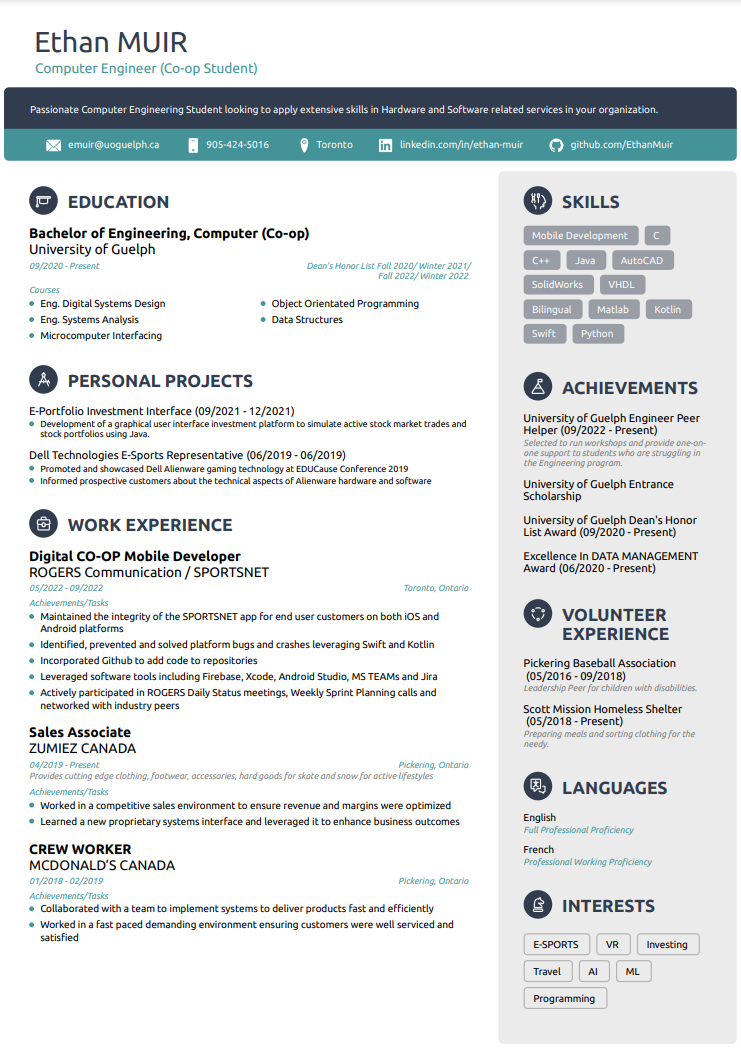 Ethan MUIR
Computer Engineer (Co-op Student)
Passionate Computer Engineering Student looking to apply extensive skills in Hardware and Software related services in your organization.
emuir@uoguelph.ca
905-424-5016
Toronto
linkedin.com/in/ethan-muir
github.com/EthanMuir
EDUCATION
Bachelor of Engineering, Computer (Co-op)
University of Guelph
09/2020 - Present
Dean's Honor List Fall 2020/ Winter 2021/
Fall 2022/ Winter 2022
Courses
Eng. Digital Systems Design
Object Orientated Programming
Eng. Systems Analysis
Data Structures
Microcomputer Interfacing
PERSONAL PROJECTS
E-Portfolio Investment Interface (09/2021 - 12/2021)
Development of a graphical user interface investment platform to simulate active stock market trades and
stock portfolios using Java.
Dell Technologies E-Sports Representative (06/2019 - 06/2019)
Promoted and showcased Dell Alienware gaming technology at EDUCause Conference 2019
Informed prospective customers about the technical aspects of Alienware hardware and software
WORK EXPERIENCE
Digital CO-OP Mobile Developer
ROGERS Communication / SPORTSNET
05/2022 - 09/2022
Toronto, Ontario
Achievements/Tasks
Maintained the integrity of the SPORTSNET app for end user customers on both iOS and
Android platforms
Identified, prevented and solved platform bugs and crashes leveraging Swift and Kotlin
Incorporated Github to add code to repositories
Leveraged software tools including Firebase, Xcode, Android Studio, MS TEAMs and Jira
Actively participated in ROGERS Daily Status meetings, Weekly Sprint Planning calls and
networked with industry peers
Sales Associate
ZUMIEZ CANADA
04/2019 - Present
Pickering, Ontario
Provides cutting edge clothing, footwear, accessories, hard goods for skate and snow for active lifestyles
Achievements/Tasks
Worked in a competitive sales environment to ensure revenue and margins were optimized
Learned a new proprietary systems interface and leveraged it to enhance business outcomes
CREW WORKER
MCDONALD'S CANADA
01/2018 - 02/2019
Pickering, Ontario
Achievements/Tasks
Collaborated with a team to implement systems to deliver products fast and efficiently
Worked in a fast paced demanding environment ensuring customers were well serviced and
satisfied
SKILLS
Mobile Development C
C++ Java AutoCAD
SolidWorks VHDL
Bilingual Matlab Kotlin
Swift Python
ACHIEVEMENTS
University of Guelph Engineer Peer
Helper (09/2022 - Present)
Selected to run workshops and provide one-on-
one support to students who are struggling in
the Engineering program.
University of Guelph Entrance
Scholarship
University of Guelph Dean's Honor
List Award (09/2020 - Present)
Excellence In DATA MANAGEMENT
Award (06/2020 - Present)
VOLUNTEER
EXPERIENCE
Pickering Baseball Association
(05/2016 - 09/2018)
Leadership Peer for children with disabilities.
Scott Mission Homeless Shelter
(05/2018 - Present)
Preparing meals and sorting clothing for the
needy.
LANGUAGES
English
Full Professional Proficiency
French
Professional Working Proficiency
INTERESTS
E-SPORTS VR Investing
Travel AI ML
Programming